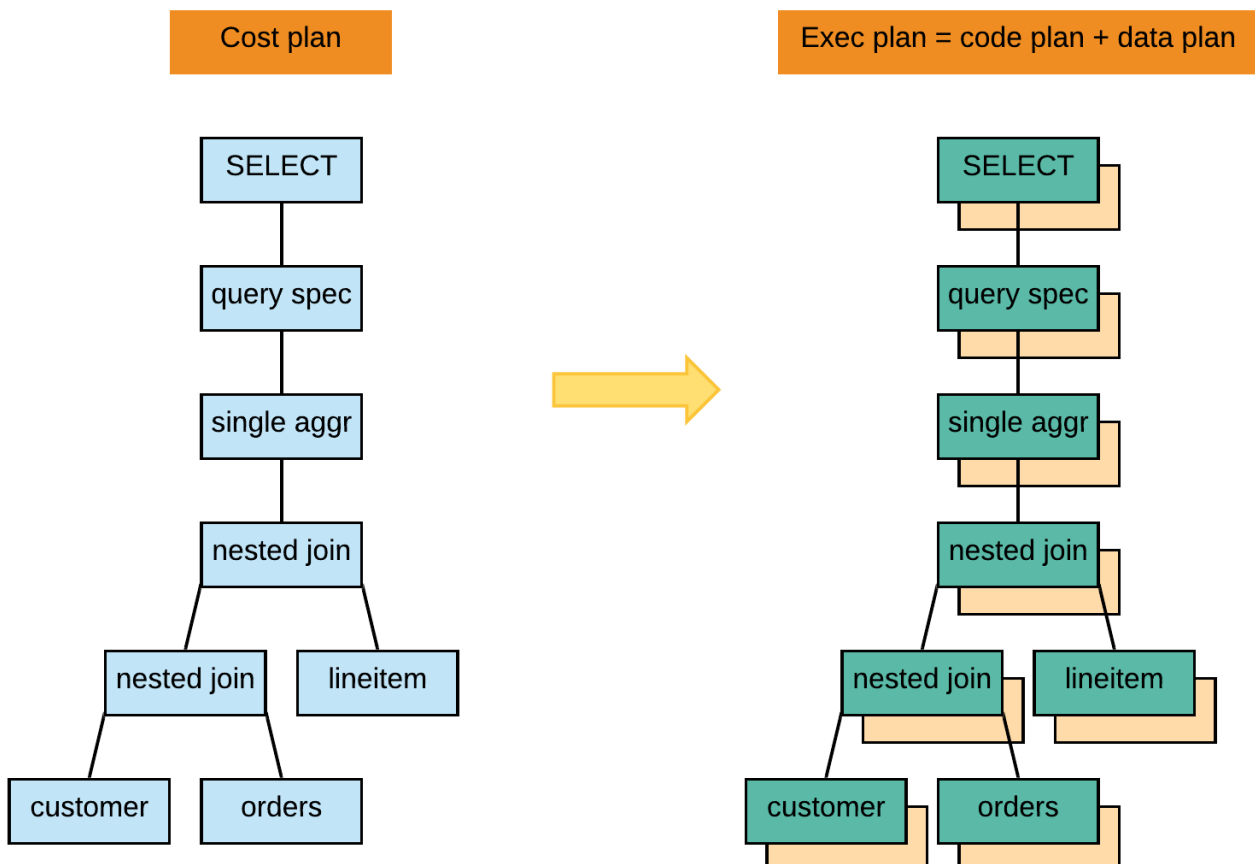 Cost plan
Exec plan = code plan + data plan
SELECT
SELECT
query spec
query spec
single aggr
single aggr
nested join
nested join
nested join
lineitem
nested join
lineitem
customer
orders
customer
orders